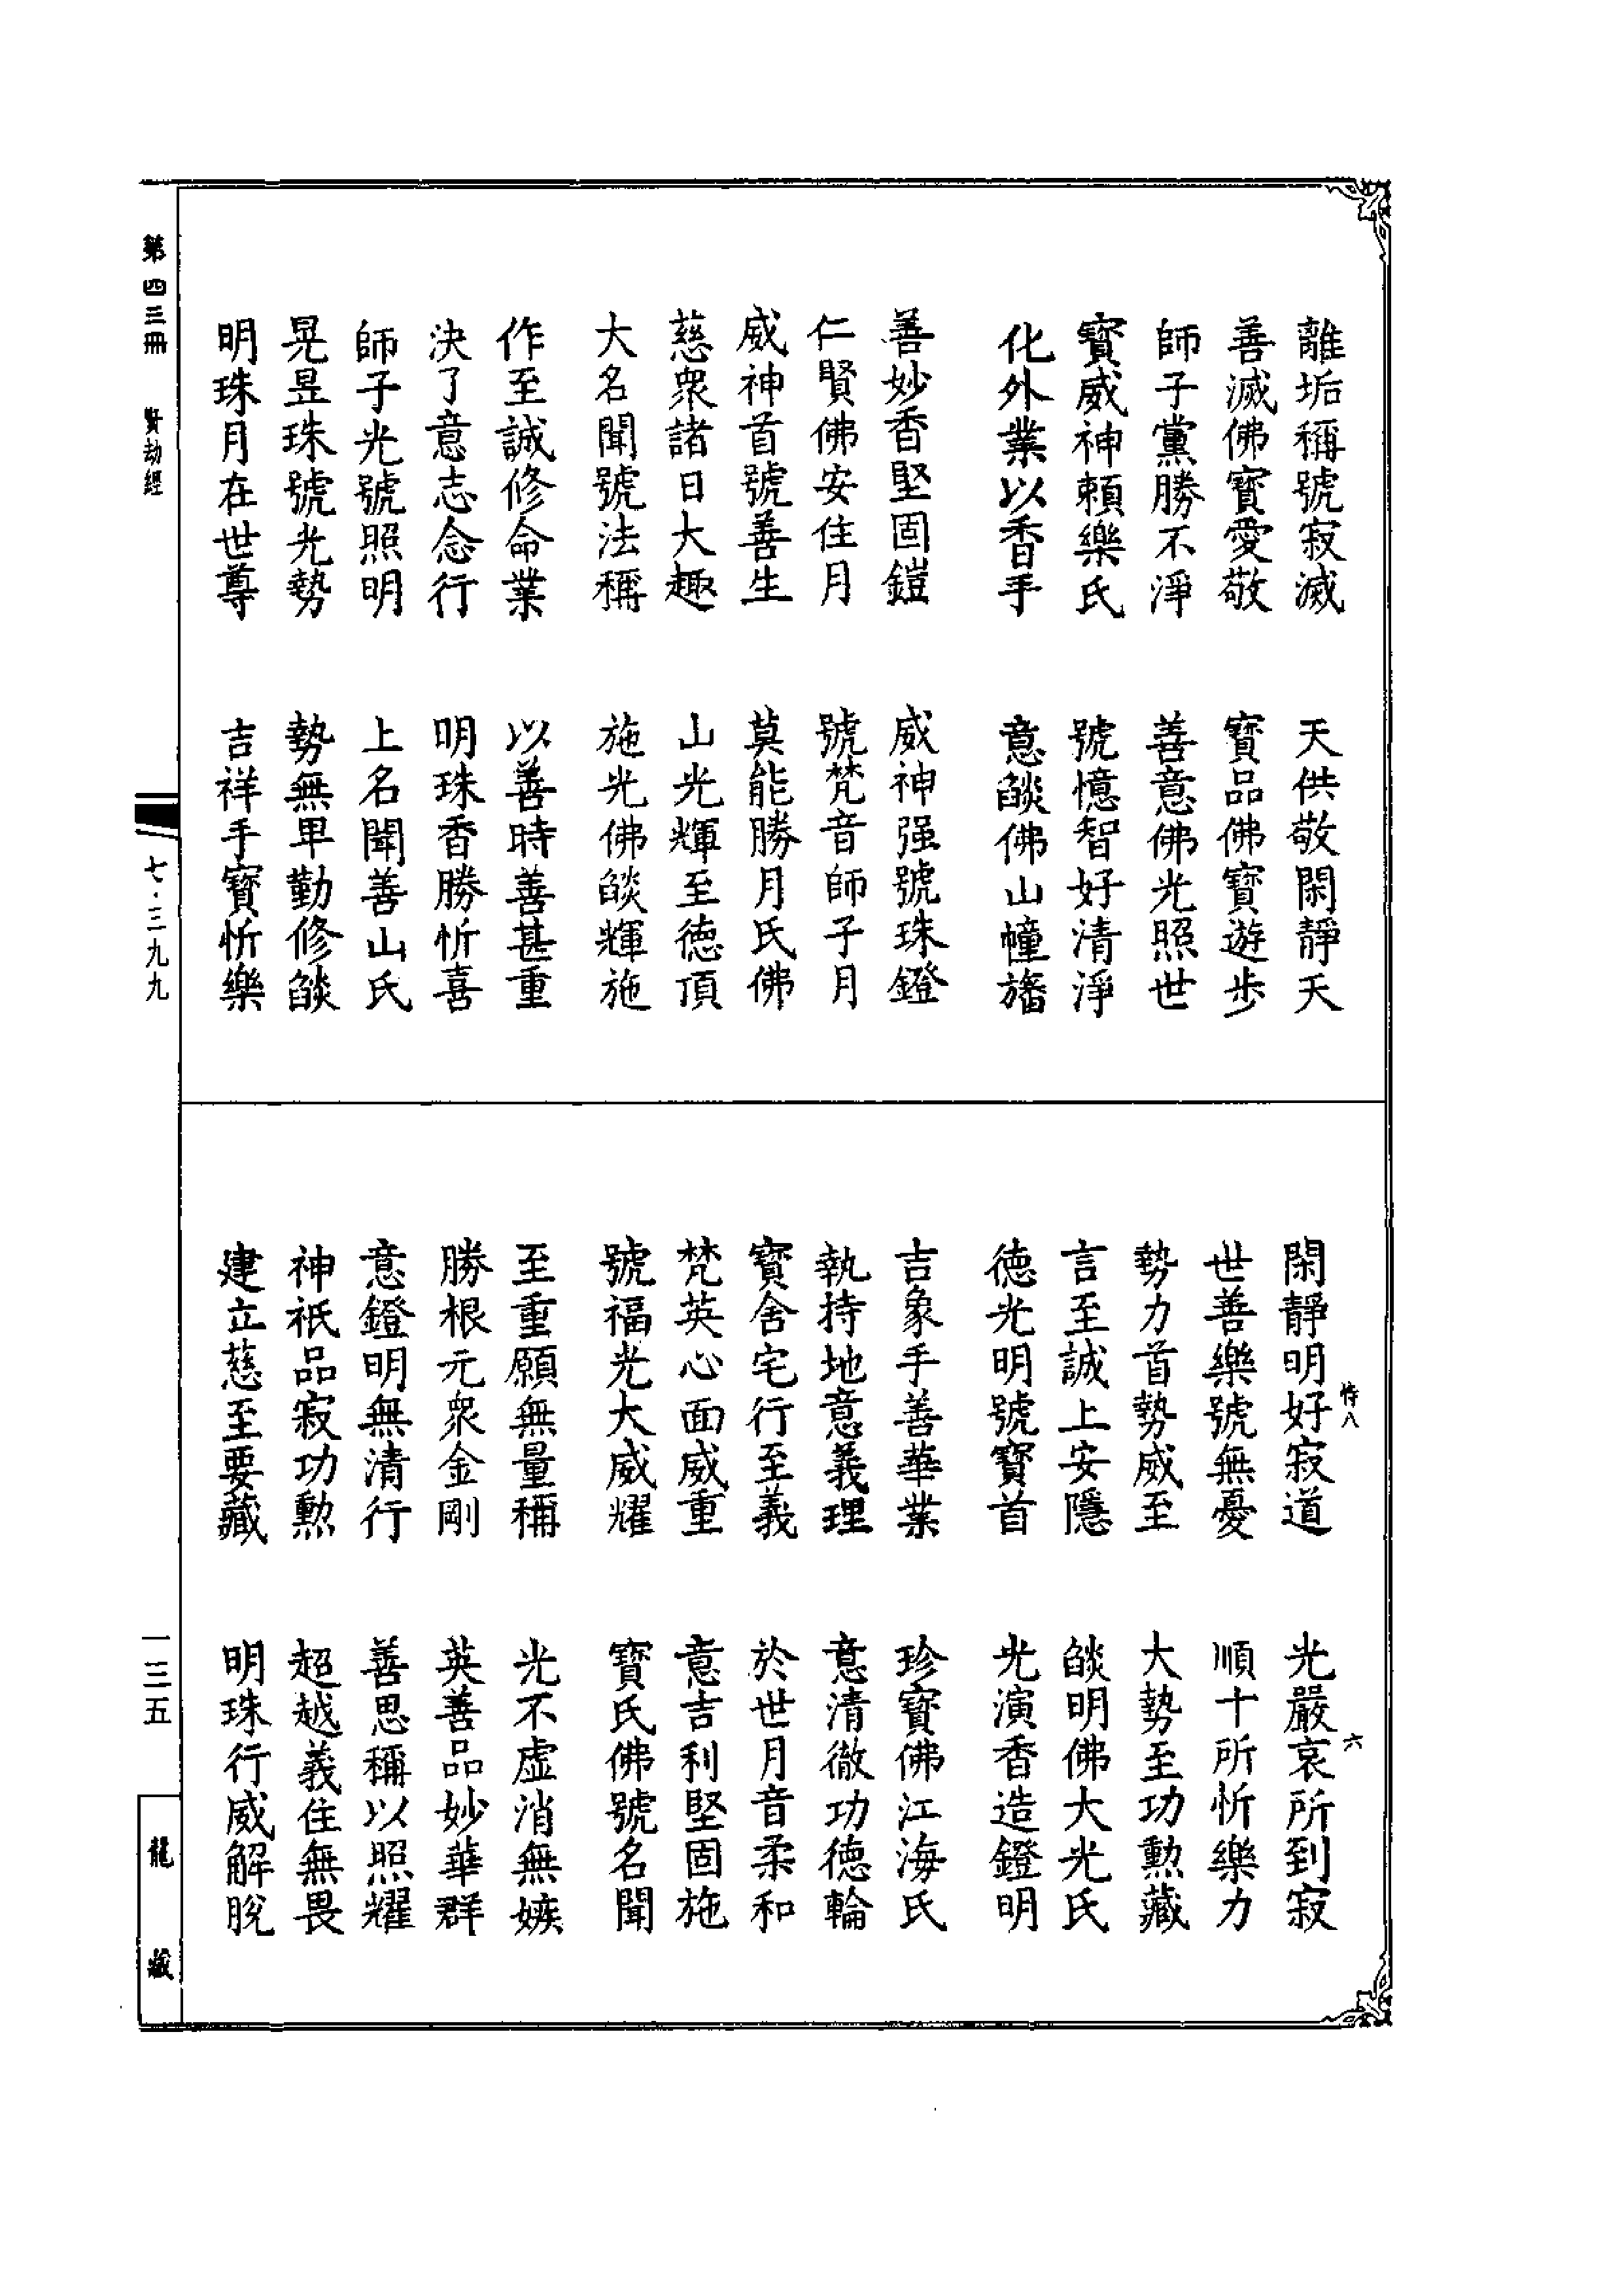 離垢稱號寂滅　天供敬閑靜天
善滅佛寶愛敬　寶品佛寶遊步
師子黨勝不淨　善意佛光照世
寶威神頼樂氏　號憶智好清淨
化外業以香手　意燄佛山幢旛
善妙香堅固鎧　威神强號珠鐙
仁賢佛安住月　號梵音師子月
威神首號善生　莫能勝月氏佛
慈衆諸日大趣　山光輝至德頂
大名聞號法稱　施光佛燄輝施
作至誠修命業　以善時善甚重
決了意志念行　明珠香勝忻喜
師子光號照明　上名聞善山氏
晃昱珠號光勢　勢無卑勤修燄
明珠月在世尊　吉祥手寶忻樂
閑靜明好寂道　光嚴哀所到寂
世善樂號無憂　順十所忻樂力
勢力首勢威至　大勢至功勲藏
言至誠上安隱　燄明佛大光氏
德光明號寶首　光演香造鐙明
吉象手善華業　珍寶佛江海氏
執持地意義理　意清徹功德輪
寶舍宅行至義　於世月音柔和
梵英心面威重　意吉利堅固施
號福光大威耀　寶氏佛號名聞
至重願無量稱　光不虛消無嫉
勝根元衆金剛　英善品妙華群
意鐙明無清行　善思稱以照耀
神祇品寂功勲　超越義住無畏
建立慈至要藏　明珠行威解脫
恃八　六
第四三冊　賢劫經　七·三九九　一三五　龍藏